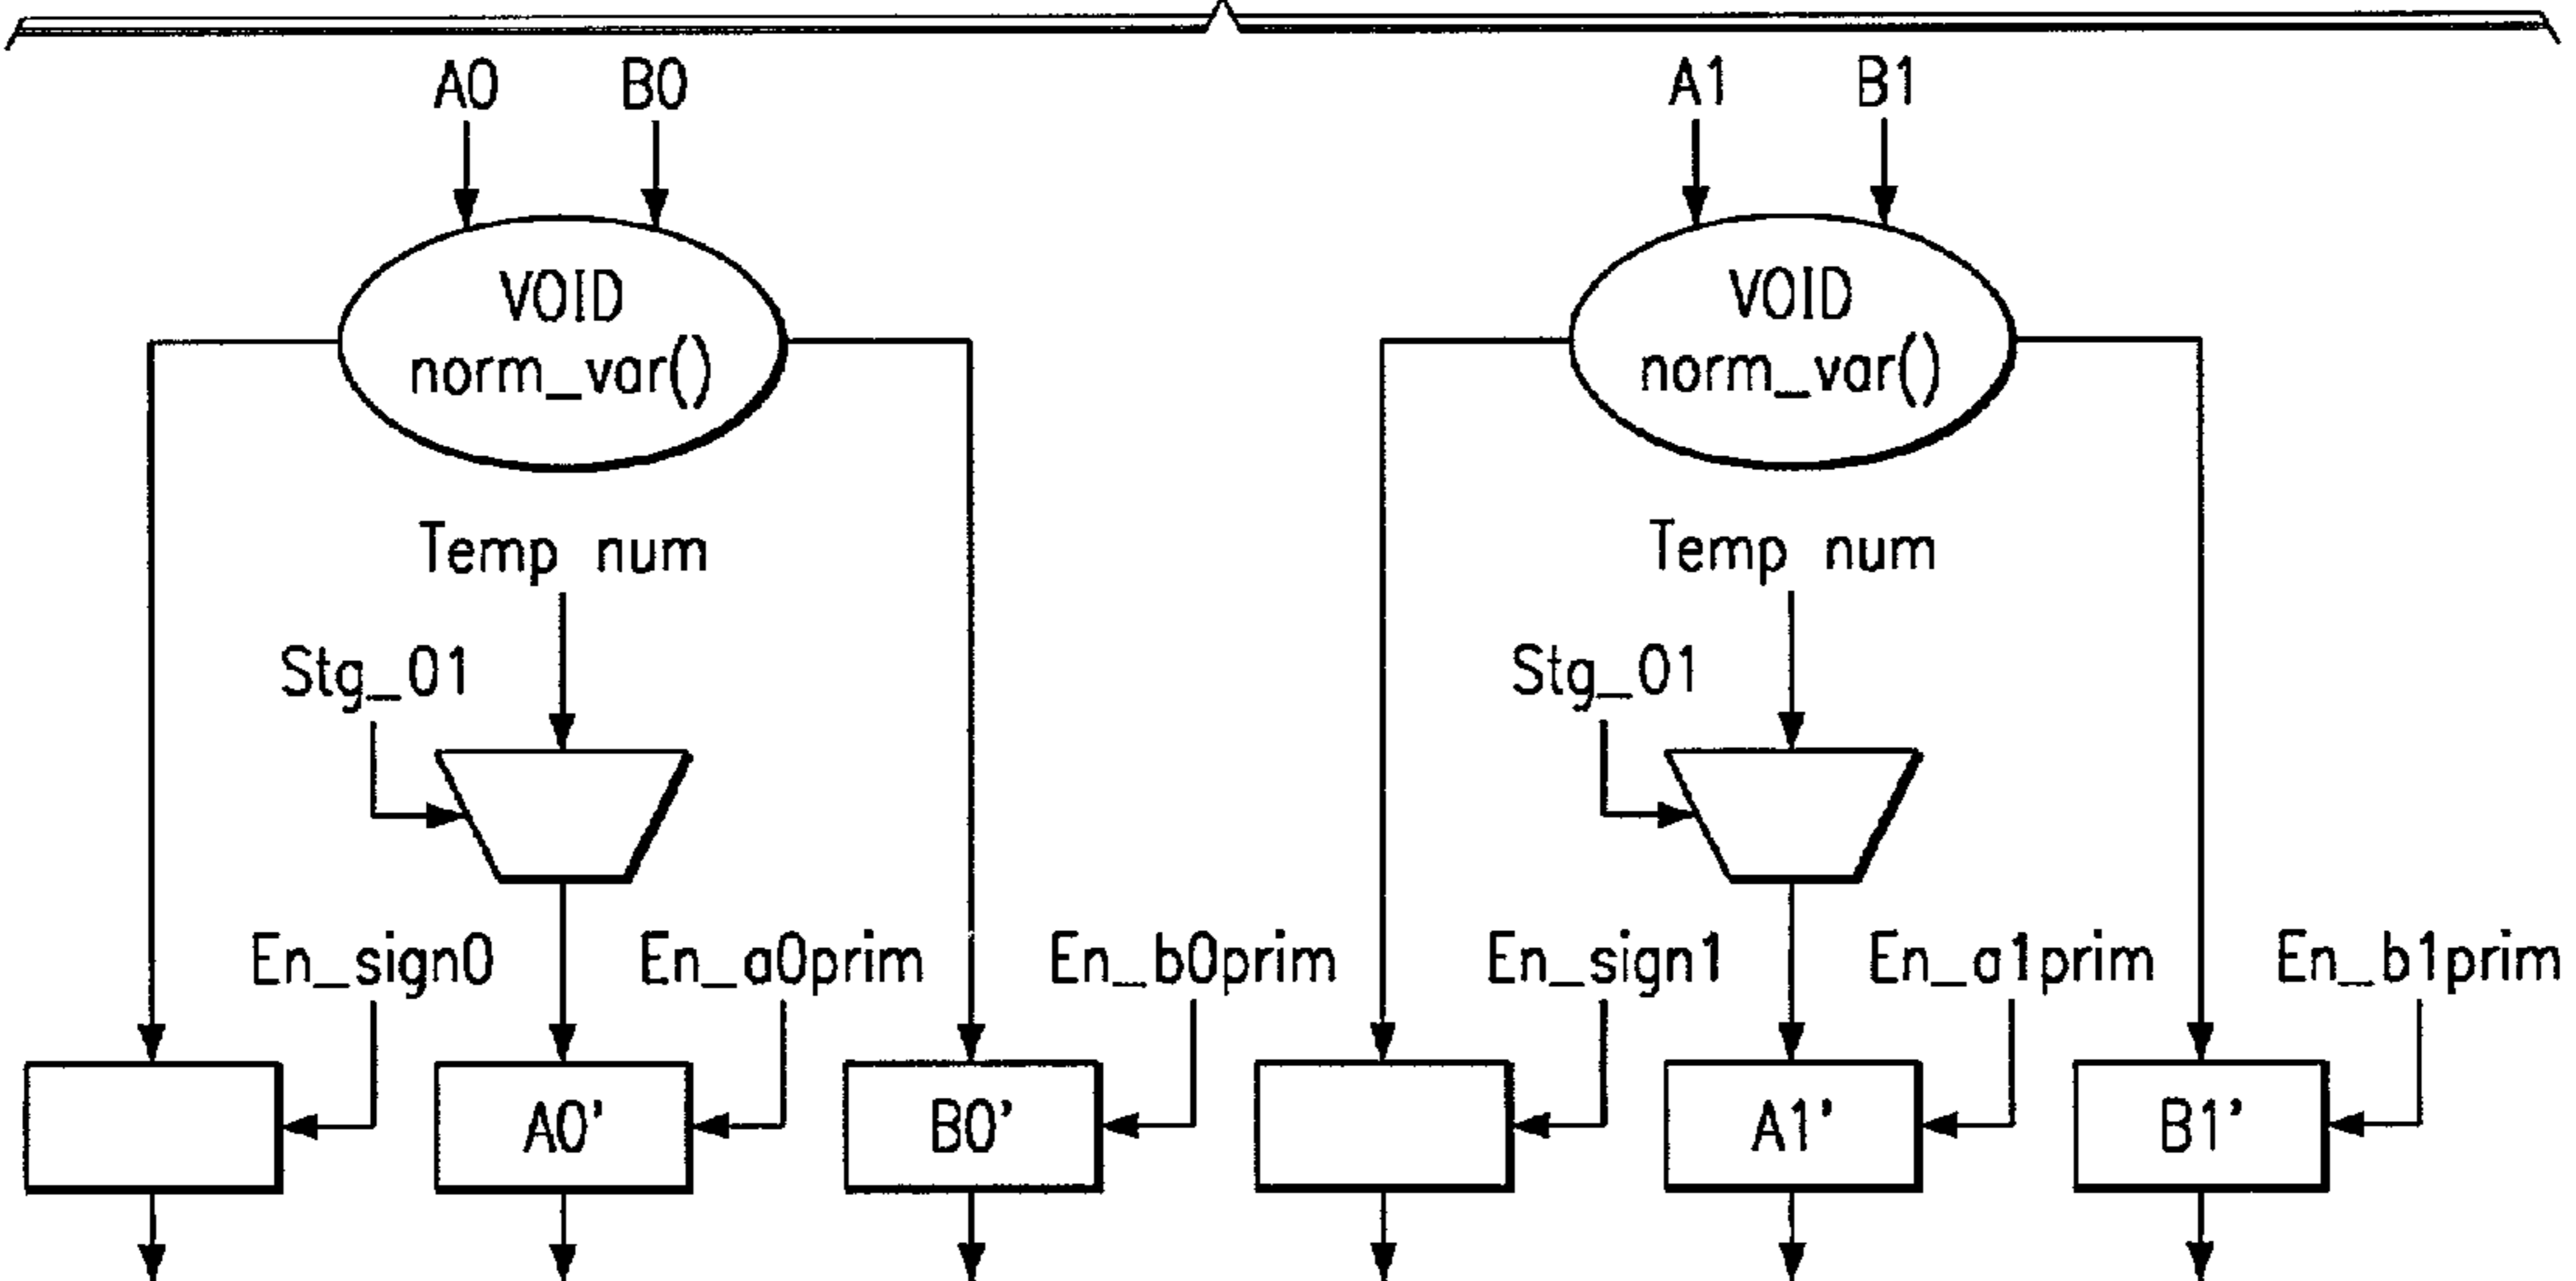 A0 B0 A1 B1
VOID
norm_var()
VOID
norm_var()
Temp num
Temp num
Stg_01
Stg_01
En_sign0 En_a0prim En_b0prim En_sign1 En_a1prim En_b1prim
A0' B0' A1' B1'